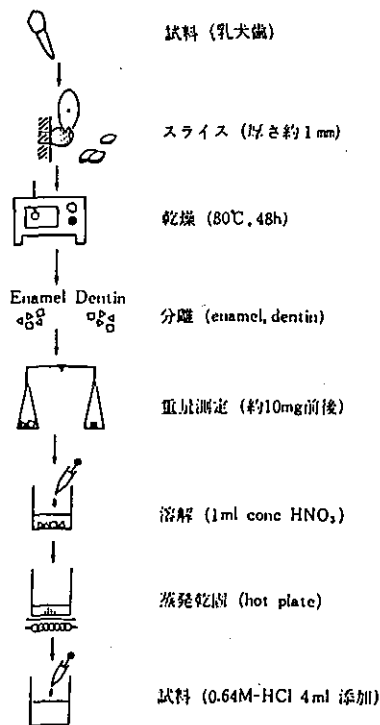 試料 (乳犬歯)
スライス (厚さ約1mm)
乾燥 (80℃, 48h)
Enamel Dentin
分離 (enamel, dentin)
重量測定 (約10mg前後)
溶解 (1ml conc HNO₃)
蒸発乾固 (hot plate)
試料 (0.64M-HCl 4ml 添加)